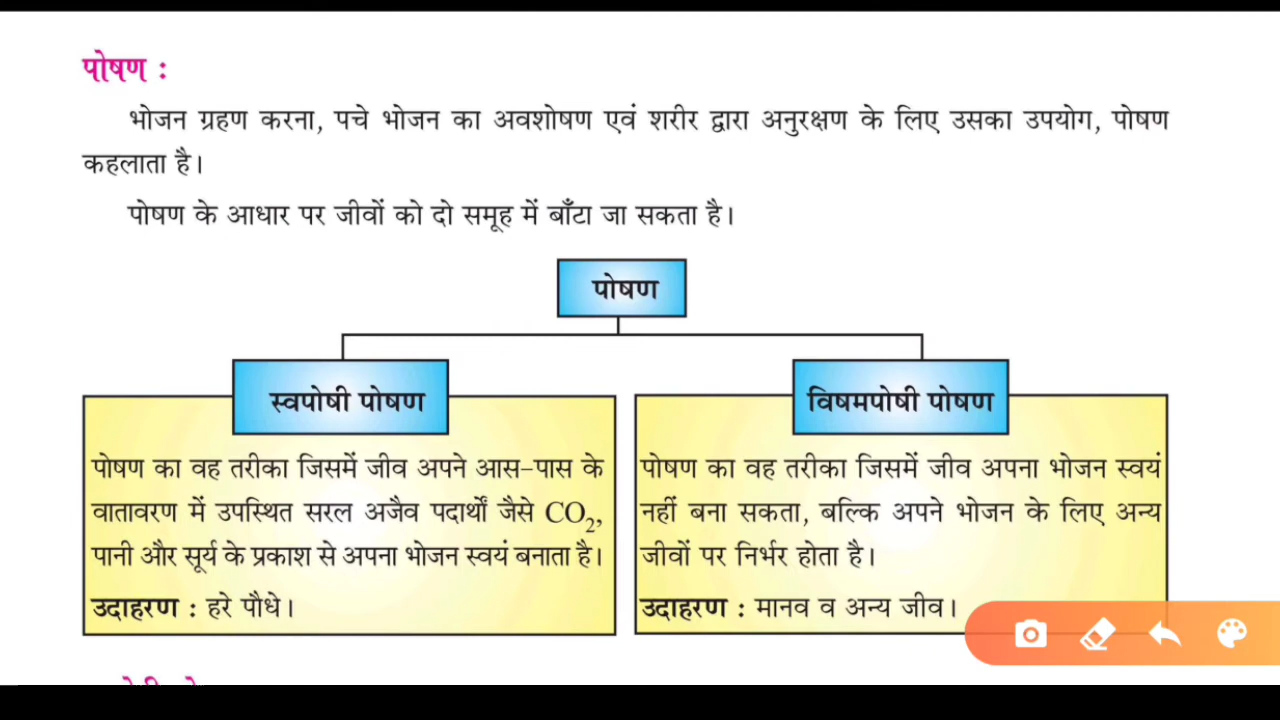 पोषण :
भोजन ग्रहण करना, पचे भोजन का अवशोषण एवं शरीर द्वारा अनुरक्षण के लिए उसका उपयोग, पोषण
कहलाता है।
पोषण के आधार पर जीवों को दो समूह में बाँटा जा सकता है।
पोषण
स्वपोषी पोषण
पोषण का वह तरीका जिसमें जीव अपने आस-पास के
वातावरण में उपस्थित सरल अजैव पदार्थों जैसे CO₂,
पानी और सूर्य के प्रकाश से अपना भोजन स्वयं बनाता है।
उदाहरण : हरे पौधे।
विषमपोषी पोषण
पोषण का वह तरीका जिसमें जीव अपना भोजन स्वयं
नहीं बना सकता, बल्कि अपने भोजन के लिए अन्य
जीवों पर निर्भर होता है।
उदाहरण : मानव व अन्य जीव।